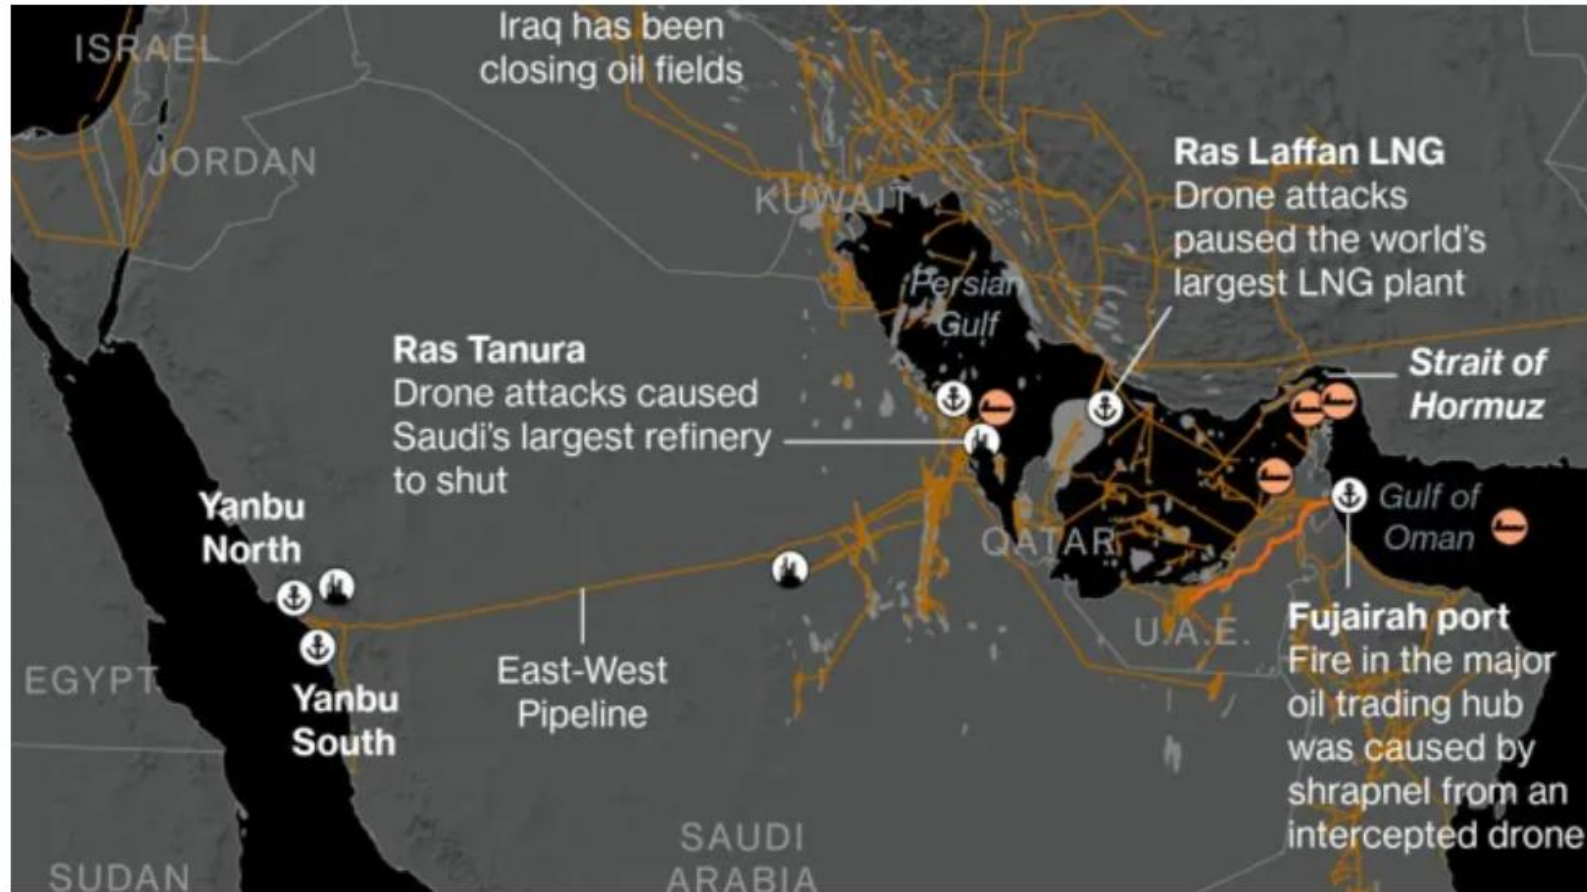 Iraq has been
closing oil fields
ISRAEL
JORDAN
KUWAIT
Ras Laffan LNG
Drone attacks
paused the world's
largest LNG plant
Persian
Gulf
Ras Tanura
Drone attacks caused
Saudi's largest refinery
to shut
Strait of
Hormuz
Yanbu
North
QATAR
Gulf of
Oman
U.A.E.
Fujairah port
Fire in the major
oil trading hub
was caused by
shrapnel from an
intercepted drone
EGYPT
East-West
Pipeline
Yanbu
South
SAUDI
ARABIA
SUDAN